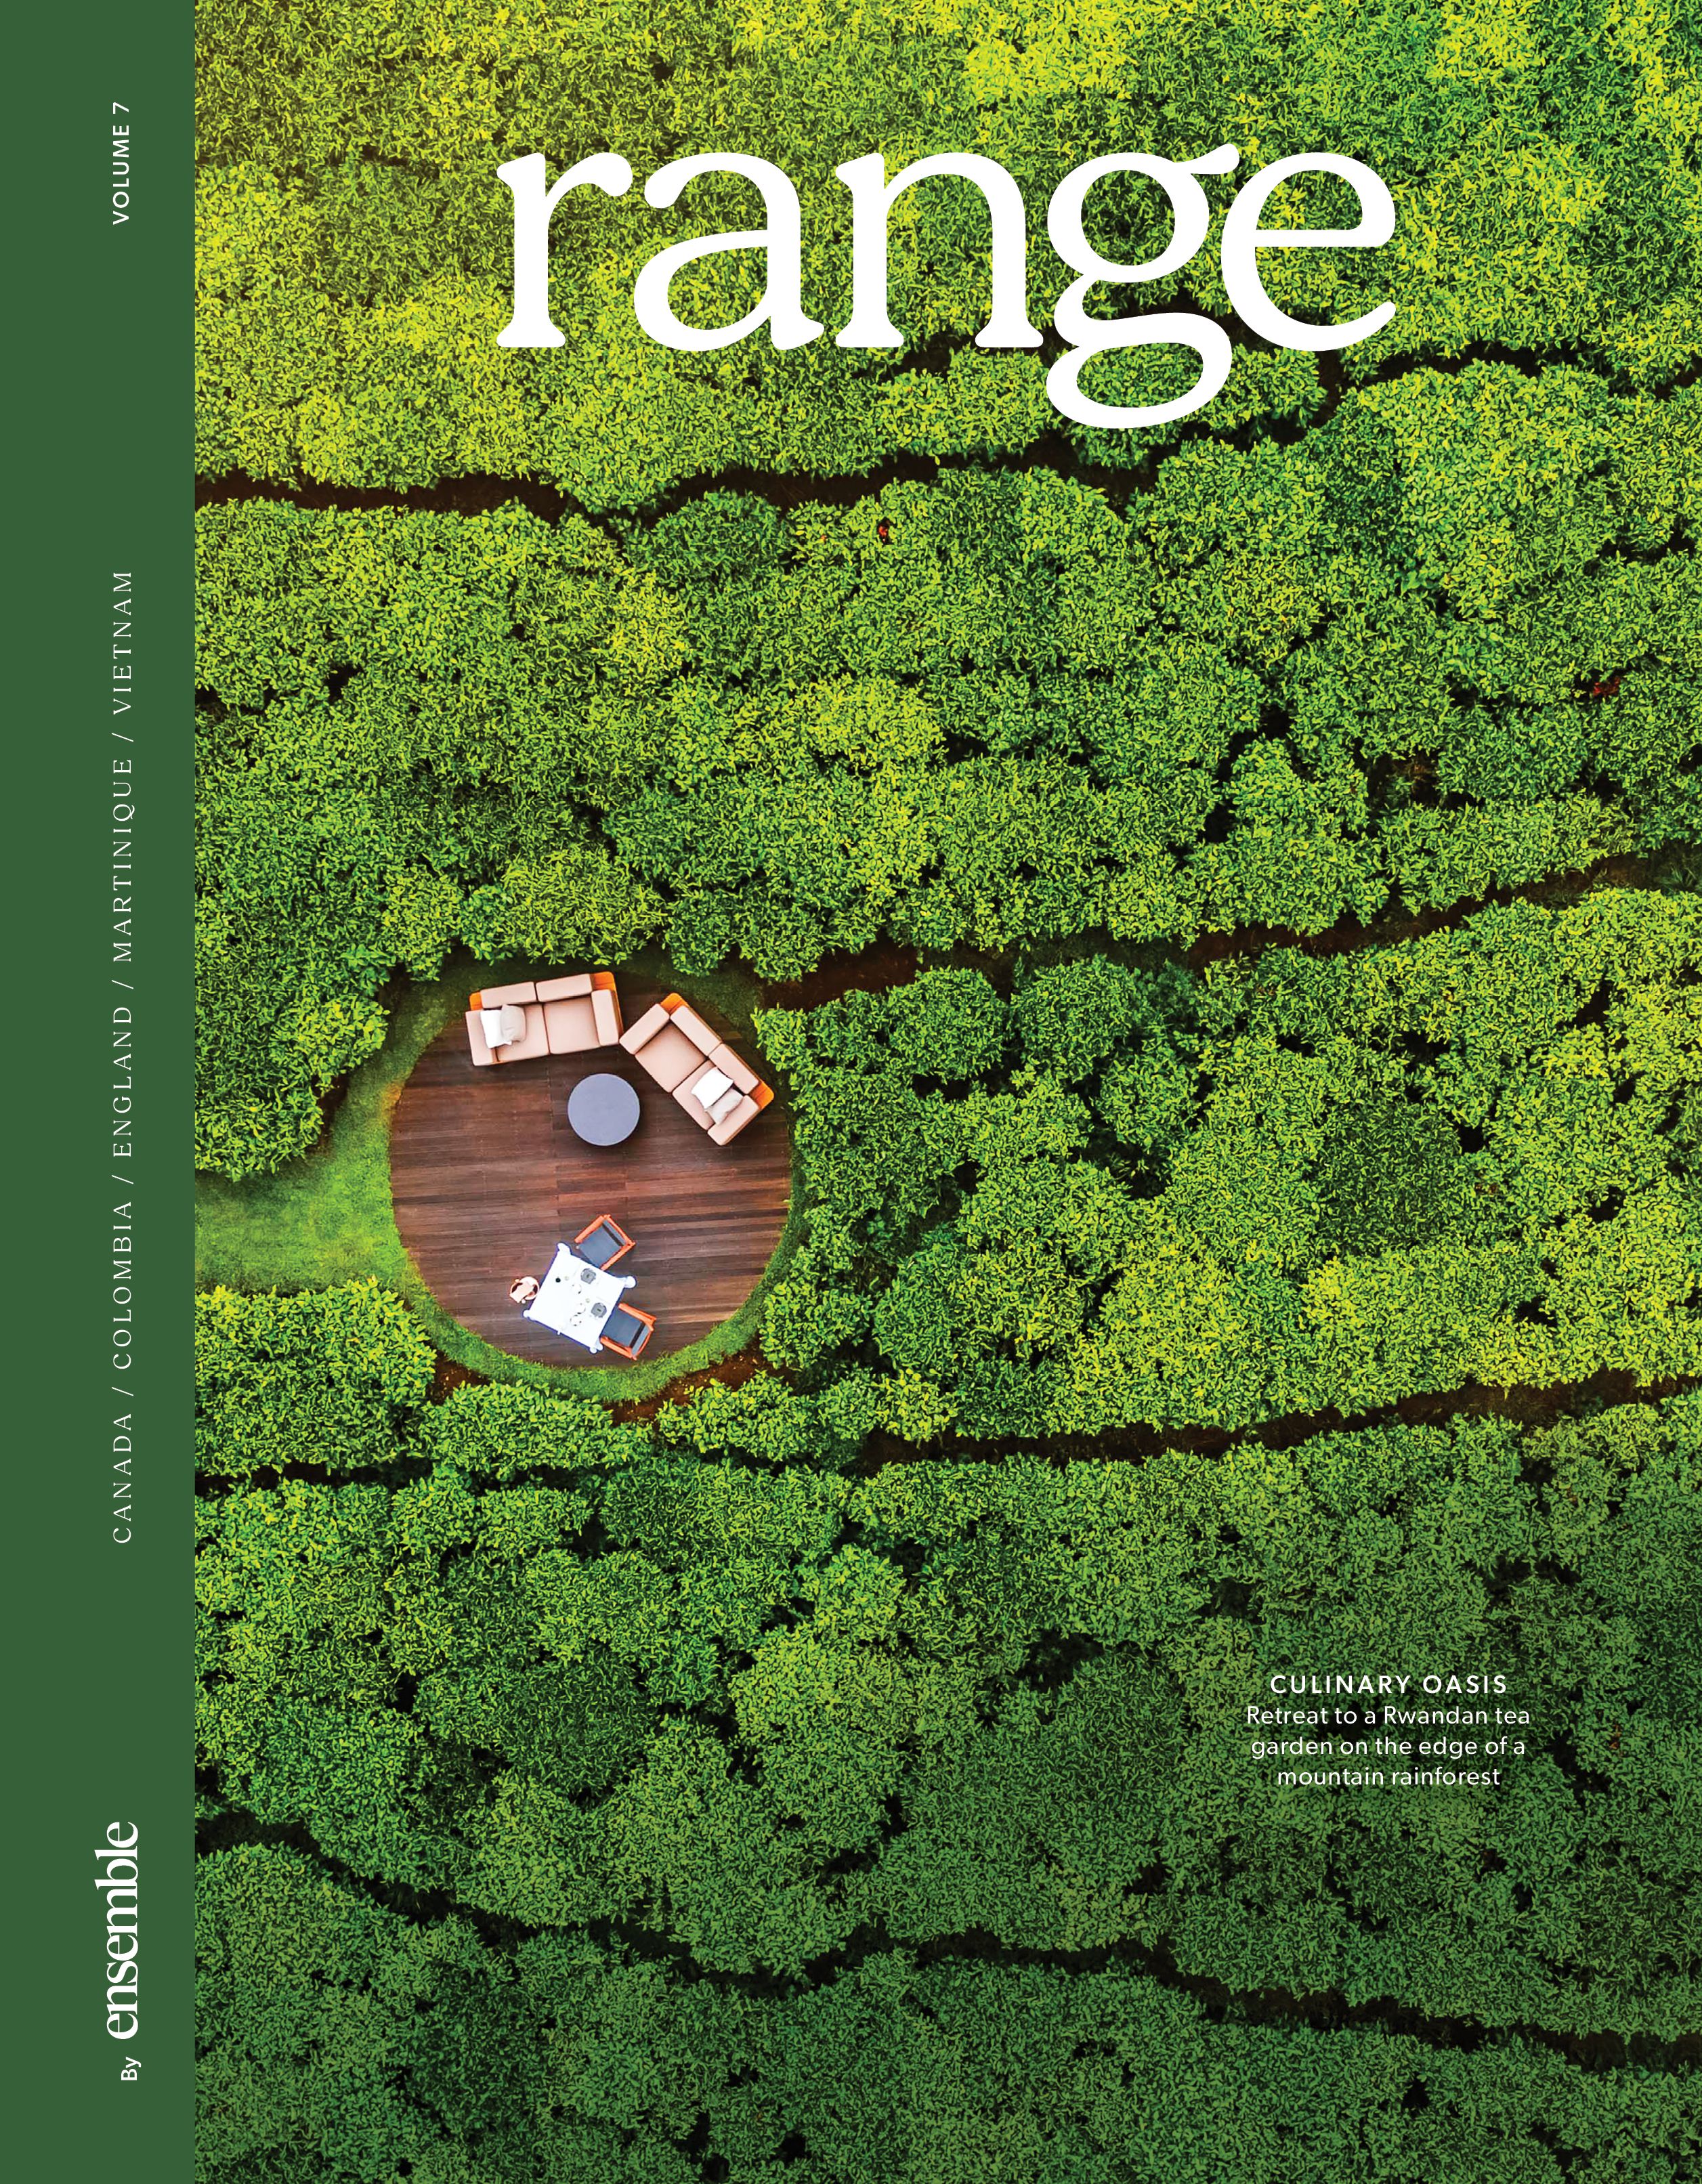 range
VOLUME 7
CANADA / COLOMBIA / ENGLAND / MARTINIQUE / VIETNAM
By ensemble
CULINARY OASIS
Retreat to a Rwandan tea
garden on the edge of a
mountain rainforest